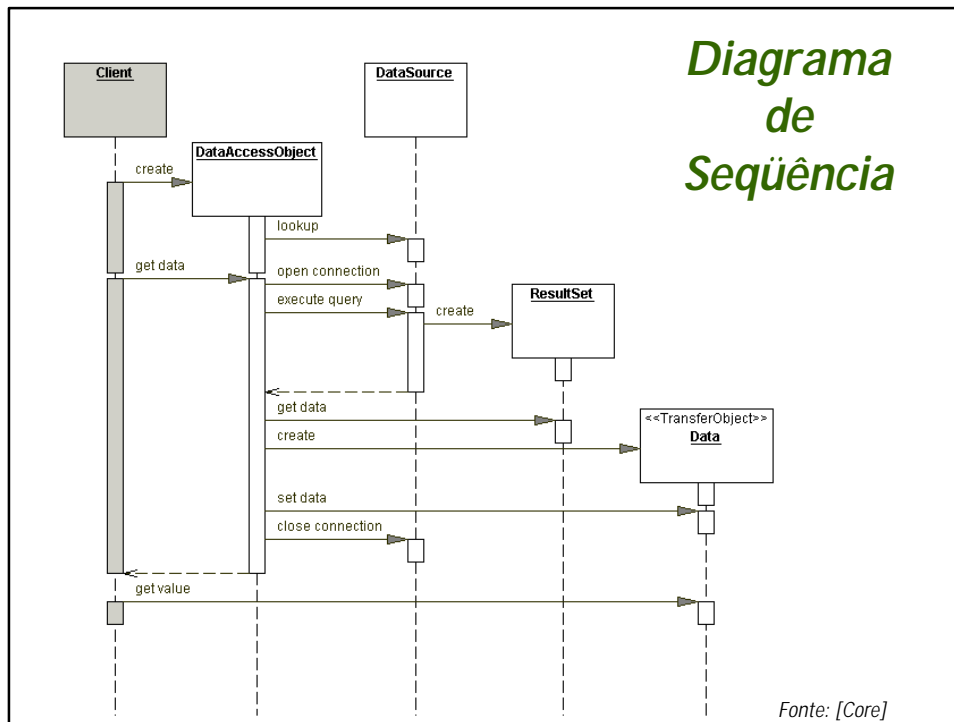 Diagrama
de
Seqüência
Client
DataSource
DataAccessObject
create
lookup
get data
open connection
execute query
create
ResultSet
get data
create
<<TransferObject>>
Data
set data
close connection
get value
Fonte: [Core]